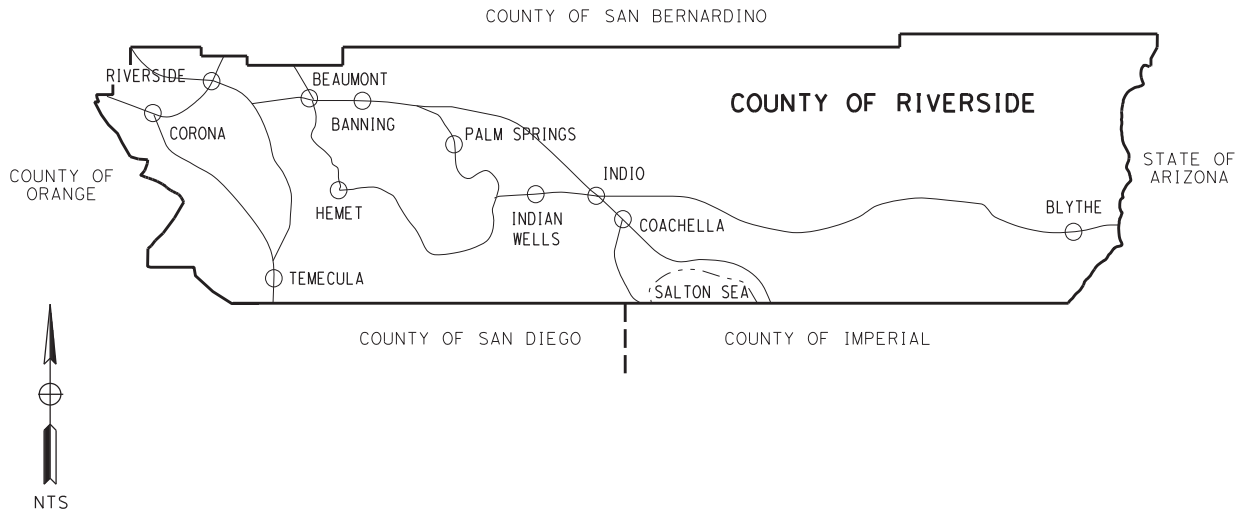 COUNTY OF SAN BERNARDINO
RIVERSIDE
BEAUMONT
COUNTY OF RIVERSIDE
BANNING
CORONA
PALM SPRINGS
STATE OF
ARIZONA
COUNTY OF
ORANGE
INDIO
HEMET
INDIAN
WELLS
COACHELLA
BLYTHE
TEMECULA
SALTON SEA
COUNTY OF SAN DIEGO
COUNTY OF IMPERIAL
NTS